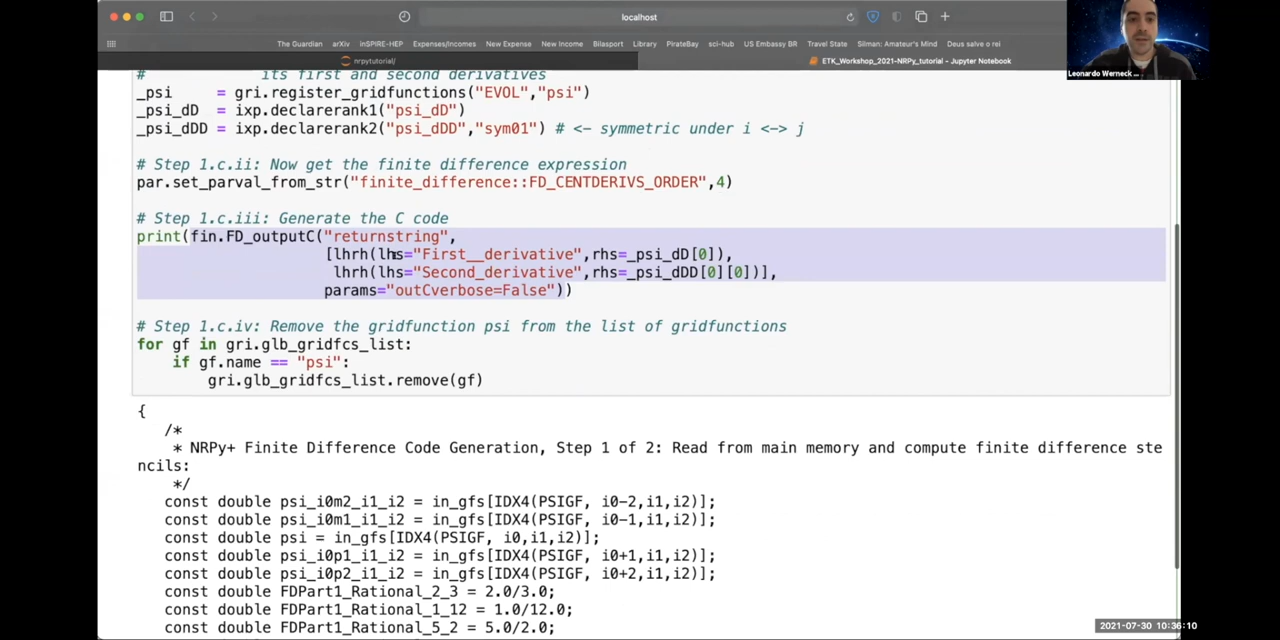 localhost
The Guardian arXiv inSPIRE-HEP Expenses/Incomes New Expense New Income Bilasport Library PirateBay sci-hub US Embassy BR Travel State Silman: Amateur's Mind Deus salve o rei
nrpytutorial/ ETK_Workshop_2021-NRPy_tutorial - Jupyter Notebook
Leonardo Werneck ...
# its first and second derivatives
_psi = gri.register_gridfunctions("EVOL","psi")
_psi_dD = ixp.declarerank1("psi_dD")
_psi_dDD = ixp.declarerank2("psi_dDD","sym01") # <- symmetric under i <-> j
# Step 1.c.ii: Now get the finite difference expression
par.set_parval_from_str("finite_difference::FD_CENTDERIVS_ORDER",4)
# Step 1.c.iii: Generate the C code
print(fin.FD_outputC("returnstring",
[lhrh(lhs="First__derivative",rhs=_psi_dD[0]),
lhrh(lhs="Second_derivative",rhs=_psi_dDD[0][0])],
params="outCverbose=False"))
# Step 1.c.iv: Remove the gridfunction psi from the list of gridfunctions
for gf in gri.glb_gridfcs_list:
if gf.name == "psi":
gri.glb_gridfcs_list.remove(gf)
{
/*
* NRPy+ Finite Difference Code Generation, Step 1 of 2: Read from main memory and compute finite difference ste
ncils:
*/
const double psi_i0m2_i1_i2 = in_gfs[IDX4(PSIGF, i0-2,i1,i2)];
const double psi_i0m1_i1_i2 = in_gfs[IDX4(PSIGF, i0-1,i1,i2)];
const double psi = in_gfs[IDX4(PSIGF, i0,i1,i2)];
const double psi_i0p1_i1_i2 = in_gfs[IDX4(PSIGF, i0+1,i1,i2)];
const double psi_i0p2_i1_i2 = in_gfs[IDX4(PSIGF, i0+2,i1,i2)];
const double FDPart1_Rational_2_3 = 2.0/3.0;
const double FDPart1_Rational_1_12 = 1.0/12.0;
const double FDPart1_Rational_5_2 = 5.0/2.0;
2021-07-30 10:36:10